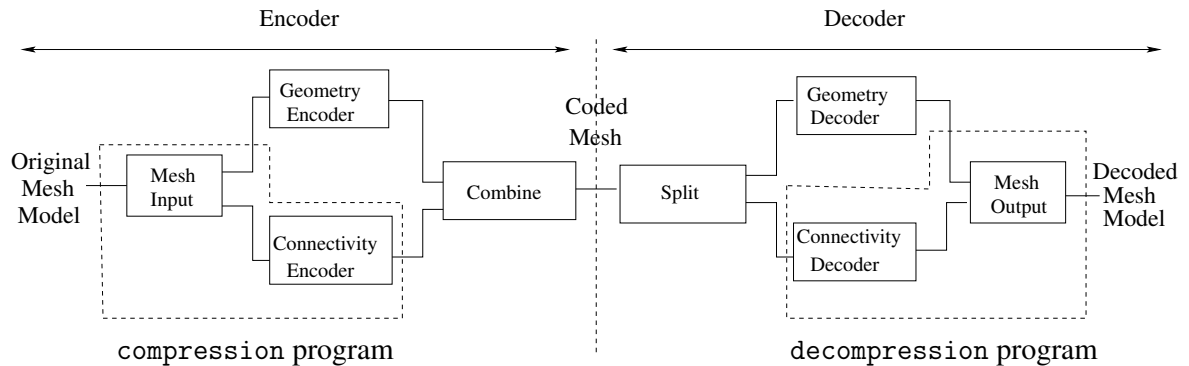 Encoder
Decoder
Geometry
Encoder
Coded
Mesh
Geometry
Decoder
Original
Mesh
Model
Mesh
Input
Combine
Split
Mesh
Output
Decoded
Mesh
Model
Connectivity
Encoder
Connectivity
Decoder
compression program
decompression program